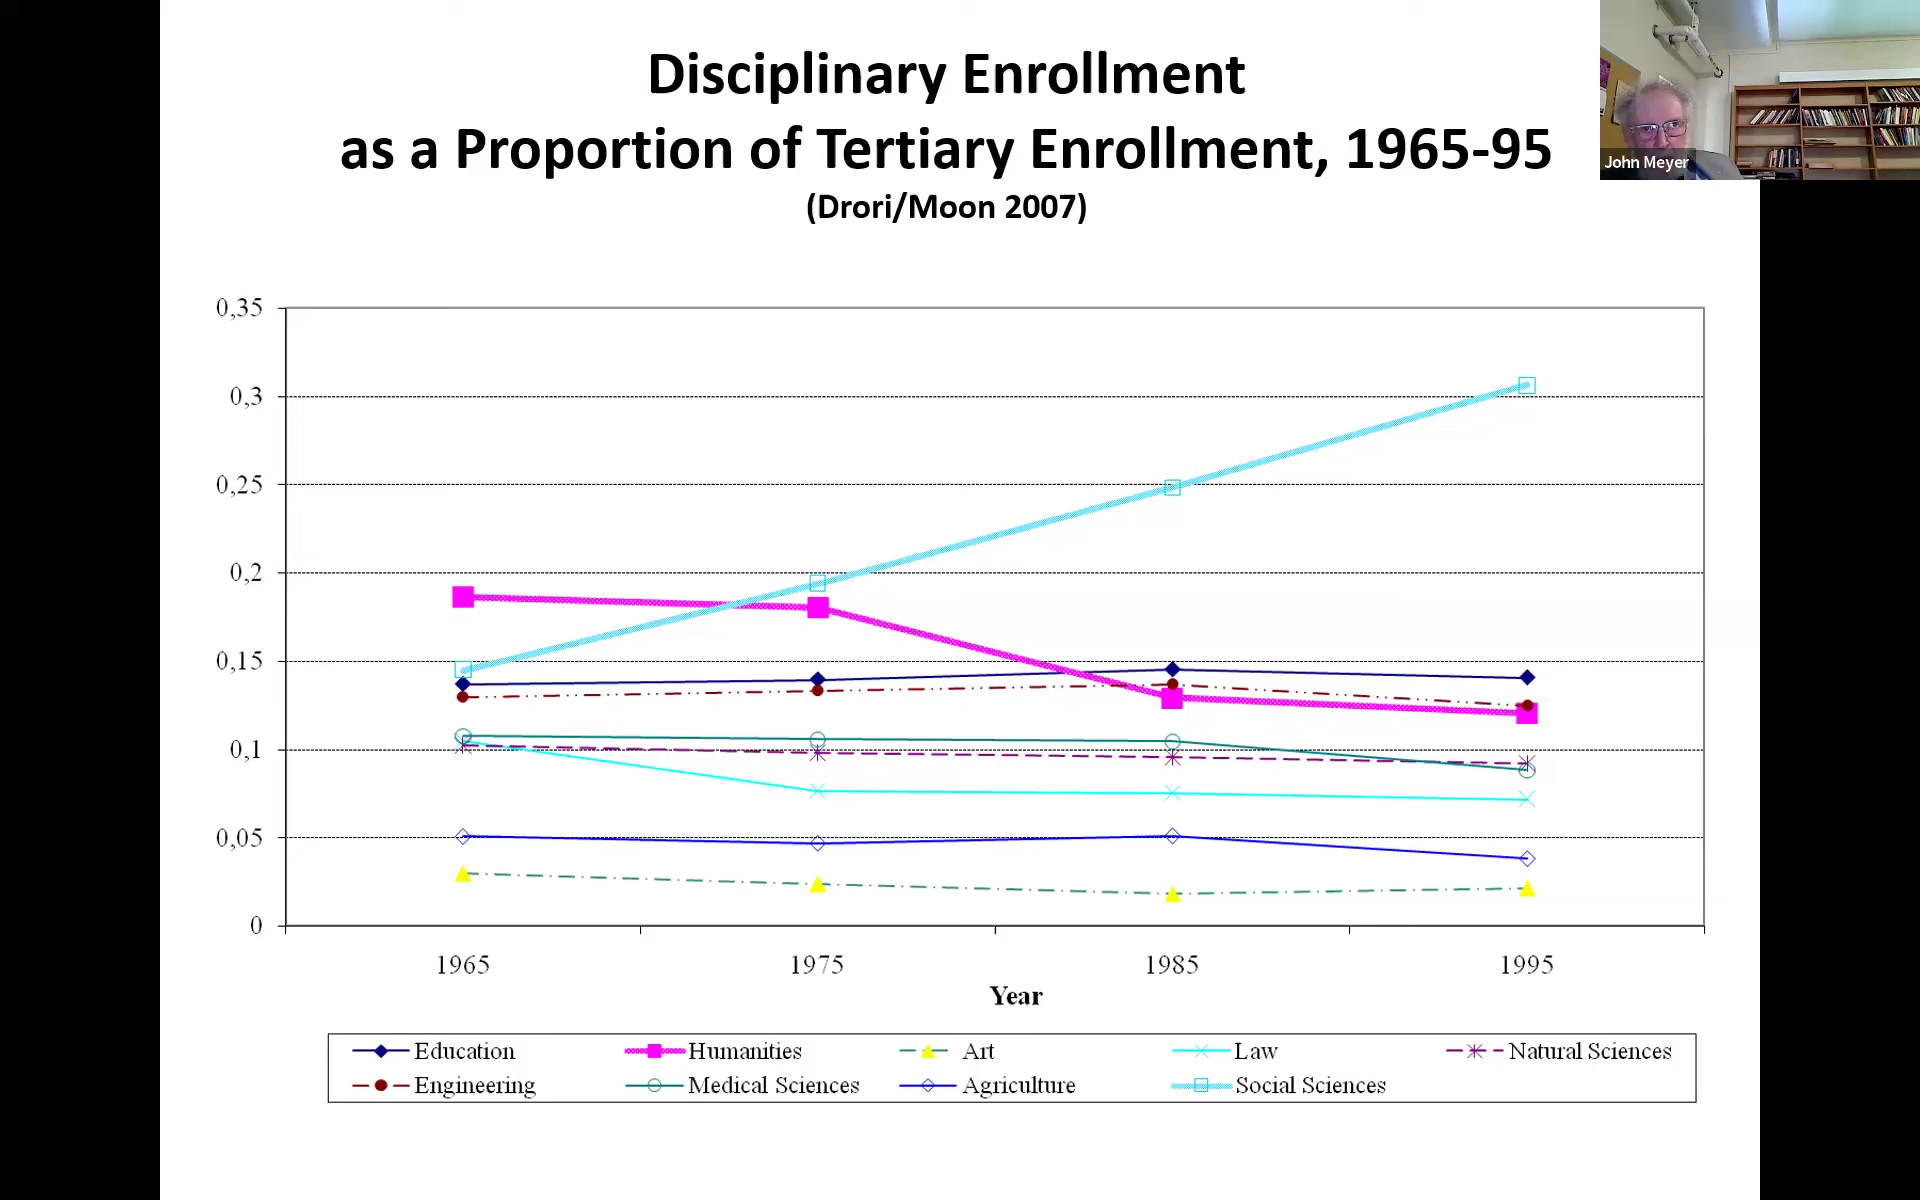 Disciplinary Enrollment
as a Proportion of Tertiary Enrollment, 1965-95
(Drori/Moon 2007)
John Meyer
0,35
0,3
0,25
0,2
0,15
0,1
0,05
0
1965 1975 1985 1995
Year
Education Humanities Art Law Natural Sciences
Engineering Medical Sciences Agriculture Social Sciences